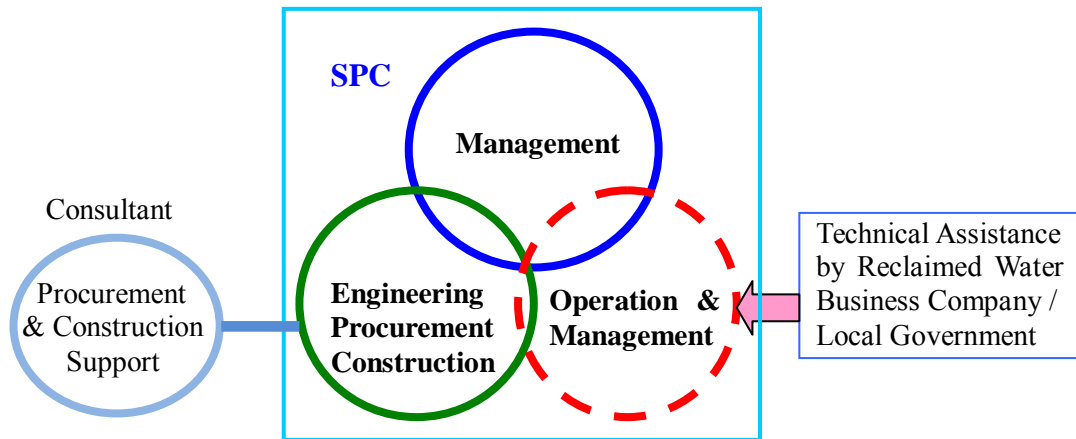 SPC
Management
Consultant
Procurement
& Construction
Support
Engineering
Procurement
Construction
Operation &
Management
Technical Assistance
by Reclaimed Water
Business Company /
Local Government